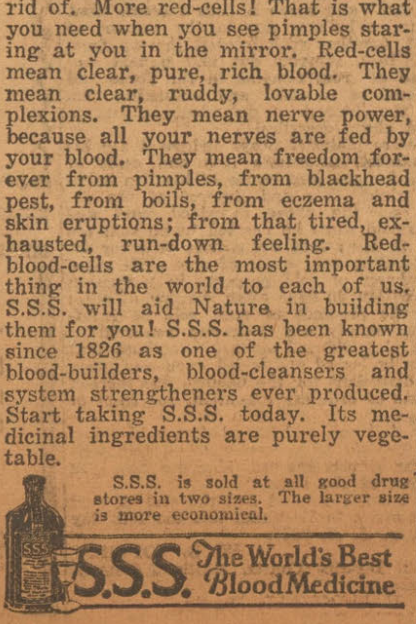 rid of. More red-cells! That is what
you need when you see pimples star-
ing at you in the mirror. Red-cells
mean clear, pure, rich blood. They
mean clear, ruddy, lovable com-
plexions. They mean nerve power,
because all your nerves are fed by
your blood. They mean freedom for-
ever from pimples, from blackhead
pest, from boils, from eczema and
skin eruptions; from that tired, ex-
hausted, run-down feeling. Red-
blood-cells are the most important
thing in the world to each of us.
S.S.S. will aid Nature in building
them for you! S.S.S. has been known
since 1826 as one of the greatest
blood-builders, blood-cleansers and
system strengtheners ever produced.
Start taking S.S.S. today. Its me-
dicinal ingredients are purely vege-
table.
S.S.S. is sold at all good drug
stores in two sizes. The larger size
is more economical.
SSS
S.S.S. The World's Best
Blood Medicine